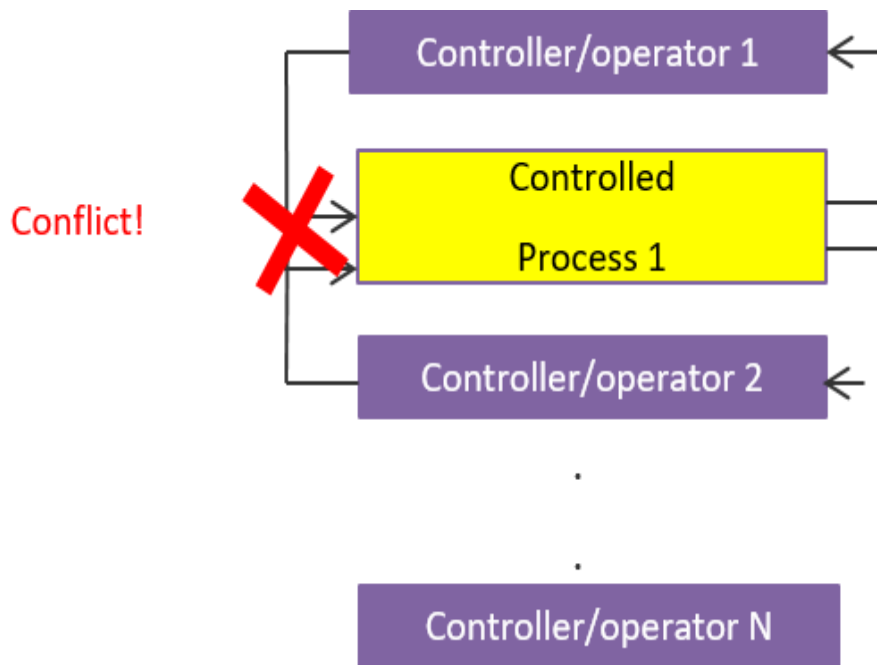 Controller/operator 1
Controlled
Process 1
Conflict!
Controller/operator 2
.
.
Controller/operator N